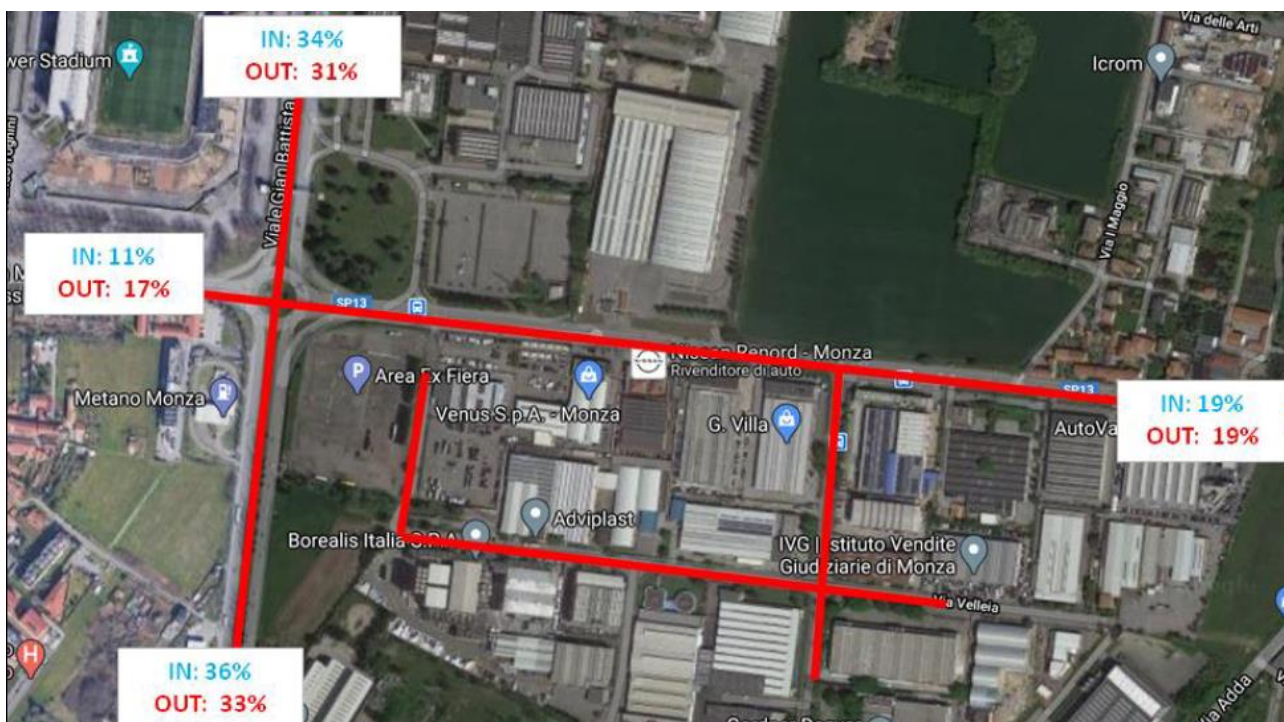 IN: 34%
OUT: 31%
wer Stadium
Viale Gian Battista
Via delle Arti
Icrom
Via I Maggio
IN: 11%
OUT: 17%
SP13
Nissan Renord - Monza
Rivenditore di auto
Area Ex Fiera
Metano Monza
Venus S.p.A. - Monza
G. Villa
SP13
AutoVa
IN: 19%
OUT: 19%
Adviplast
Borealis Italia S.P.A
IVG Istituto Vendite
Giudiziarie di Monza
Via Velleia
IN: 36%
OUT: 33%
H
P
ia Adda